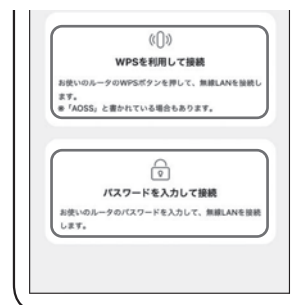 WPSを利用して接続
お使いのルータのWPSボタンを押して、無線LANを接続し
ます。
※「AOSS」と書かれている場合もあります。
パスワードを入力して接続
お使いのルータのパスワードを入力して、無線LANを接続
します。